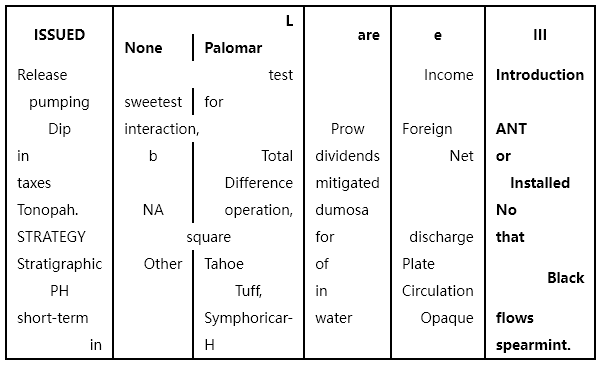 L
ISSUED are e III
None Palomar
Release test Income Introduction
pumping sweetest for
Dip interaction, Prow Foreign ANT
in b Total dividends Net or
taxes Difference mitigated Installed
Tonopah. NA operation, dumosa No
STRATEGY square for discharge that
Stratigraphic Other Tahoe of Plate
Black
PH Tuff, in Circulation
short-term Symphoricar- water Opaque flows
in H spearmint.